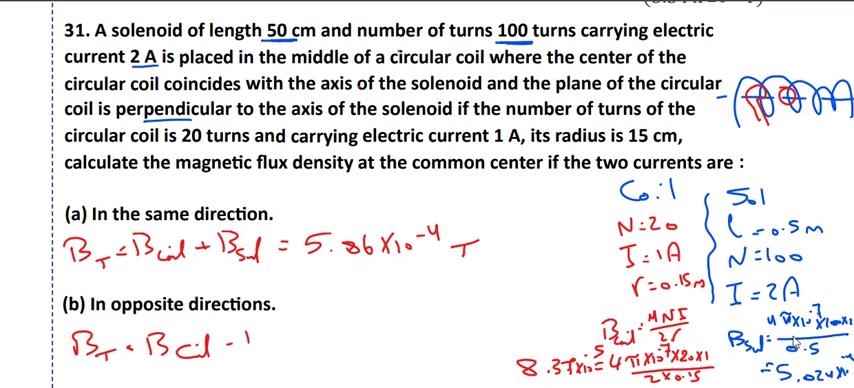 31. A solenoid of length 50 cm and number of turns 100 turns carrying electric
current 2 A is placed in the middle of a circular coil where the center of the
circular coil coincides with the axis of the solenoid and the plane of the circular
coil is perpendicular to the axis of the solenoid if the number of turns of the
circular coil is 20 turns and carrying electric current 1 A, its radius is 15 cm,
calculate the magnetic flux density at the common center if the two currents are :
(a) In the same direction.
B_T = B_coil + B_sol = 5.86 x 10^-4 T
(b) In opposite directions.
B_T = B_coil -
Coil
N = 20
I = 1A
r = 0.15m
B_coil = μNI / 2r
8.37 x 10^-5 = 4π x 10^-7 x 20 x 1 / 2 x 0.15
Sol
l = 0.5 m
N = 100
I = 2A
B_sol = 0.5
= 5.024 x